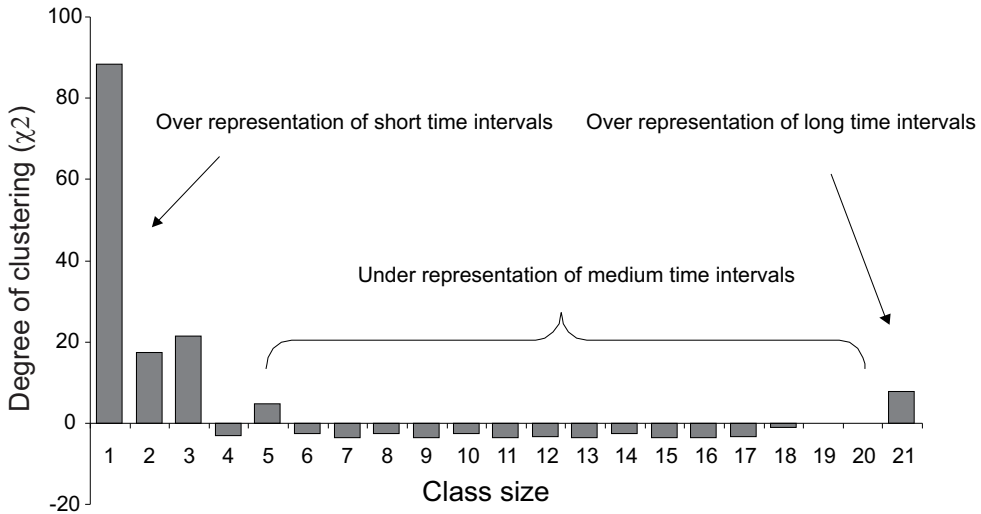 100
80
60
40
20
0
-20
Degree of clustering (χ2)
Over representation of short time intervals
Over representation of long time intervals
Under representation of medium time intervals
1 2 3 4 5 6 7 8 9 10 11 12 13 14 15 16 17 18 19 20 21
Class size